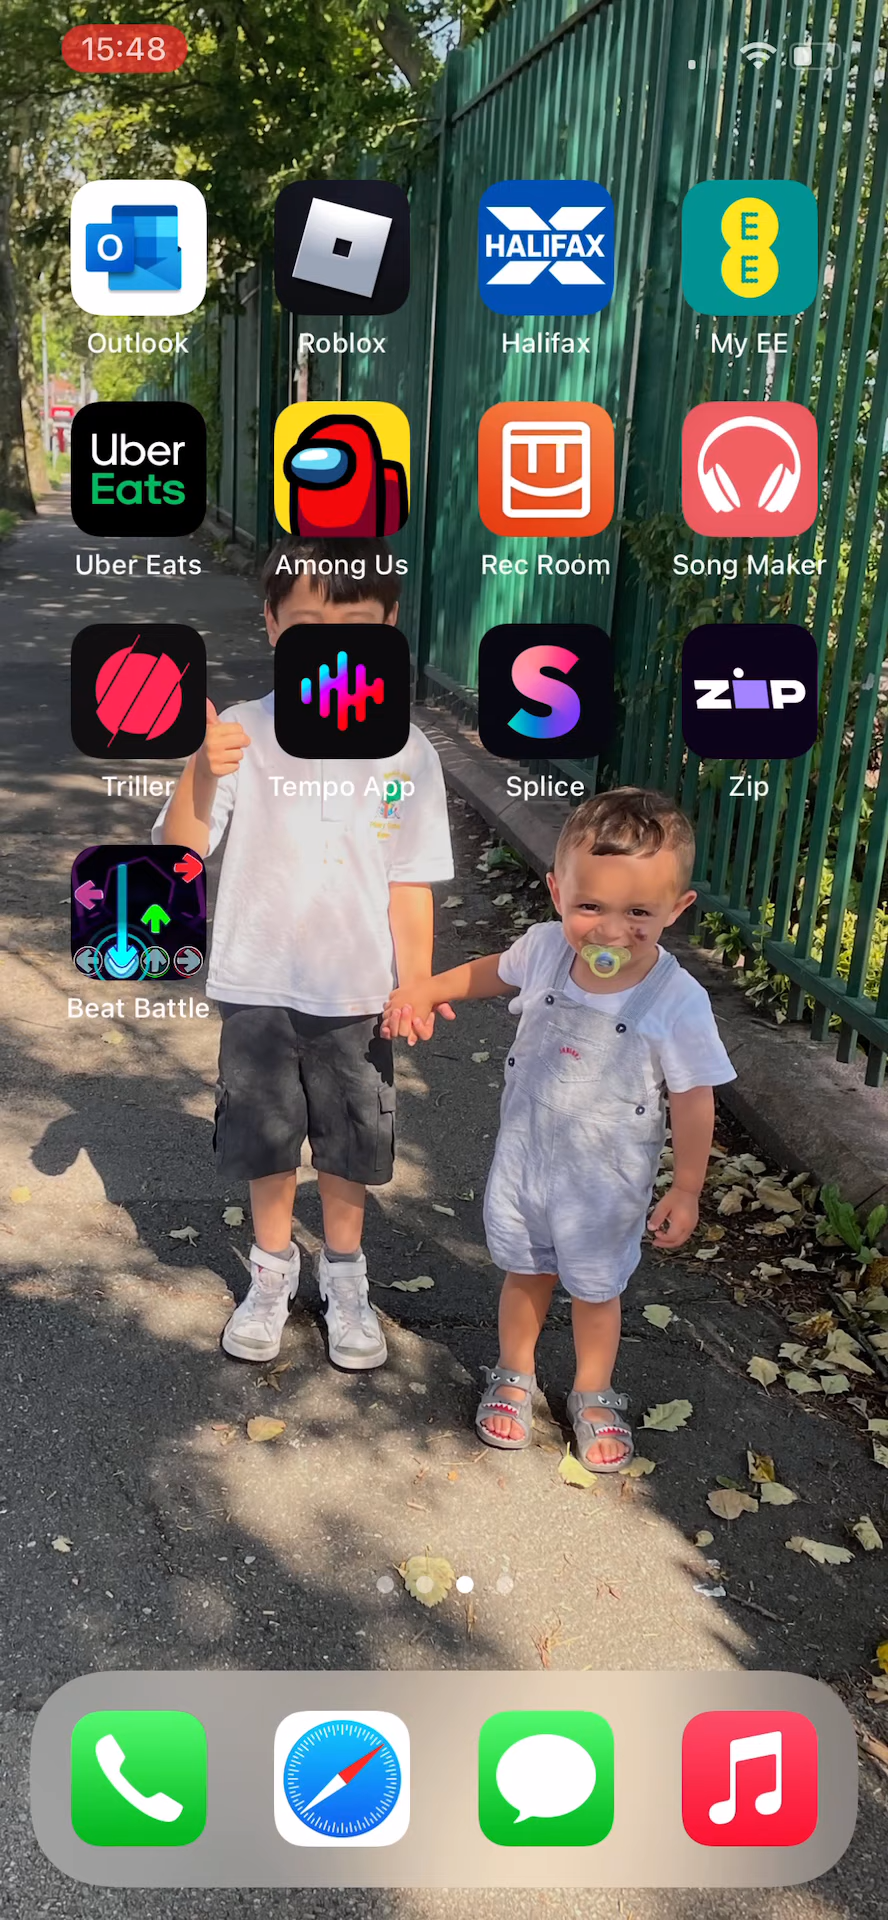 15:48
O
HALIFAX
E
E
Outlook
Roblox
Halifax
My EE
Uber
Eats
Uber Eats
Among Us
Rec Room
Song Maker
S
ZIP
Triller
Tempo App
Splice
Zip
Beat Battle